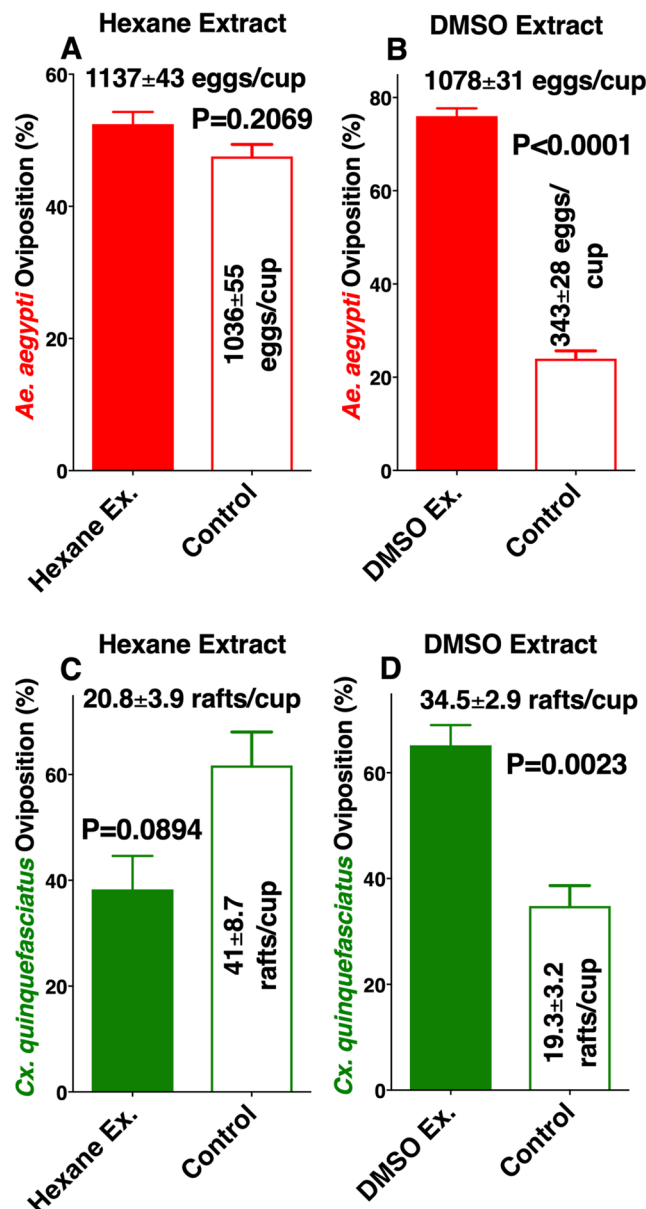 Hexane Extract
A
1137±43 eggs/cup
P=0.2069
Ae. aegypti Oviposition (%)
60
40
20
0
1036±55
eggs/cup
Hexane Ex.
Control
DMSO Extract
B
1078±31 eggs/cup
P<0.0001
Ae. aegypti Oviposition (%)
80
60
40
20
0
343±28 eggs/
cup
DMSO Ex.
Control
Hexane Extract
C
20.8±3.9 rafts/cup
P=0.0894
Cx. quinquefasciatus Oviposition (%)
60
40
20
0
41±8.7
rafts/cup
Hexane Ex.
Control
DMSO Extract
D
34.5±2.9 rafts/cup
P=0.0023
Cx. quinquefasciatus Oviposition (%)
60
40
20
0
19.3±3.2
rafts/cup
DMSO Ex.
Control